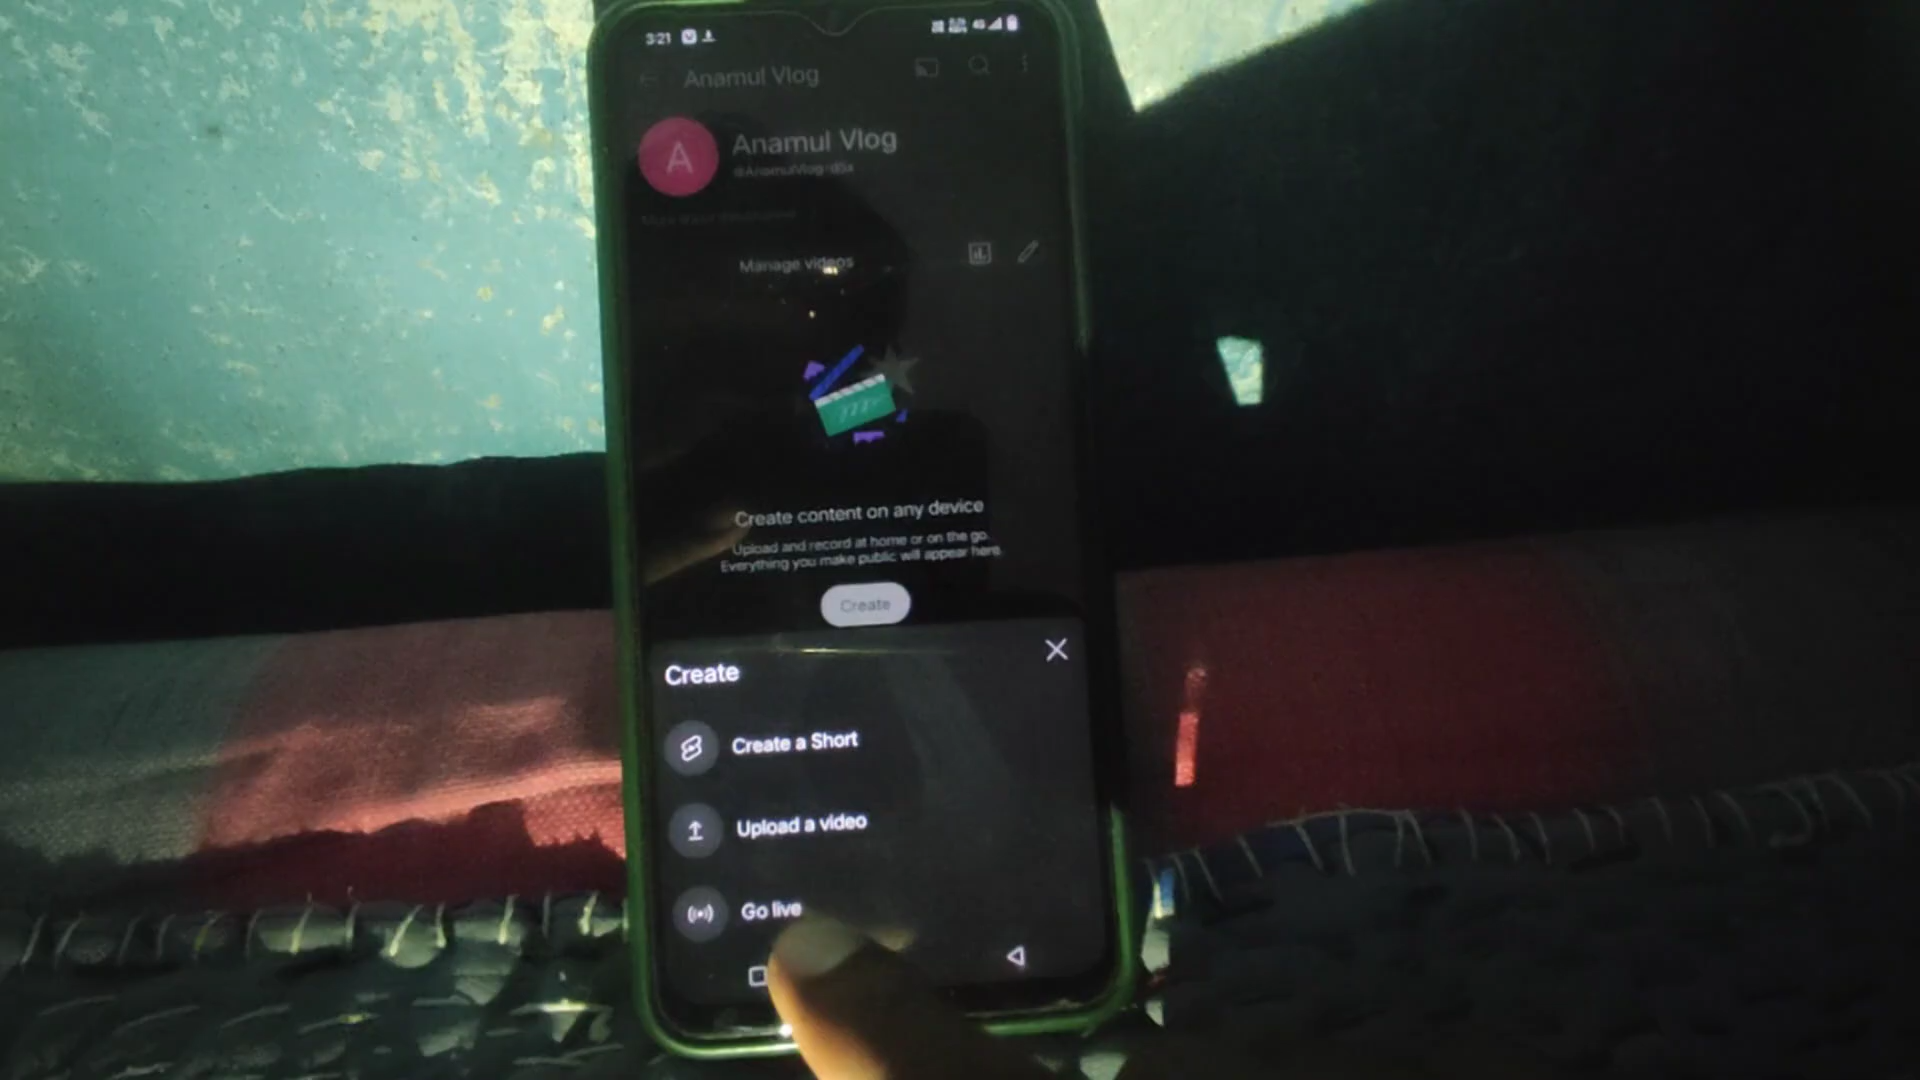 3:21
4G
Anamul Vlog
A
Anamul Vlog
Manage videos
Create content on any device
Upload and record at home or on the go.
Everything you make public will appear here.
Create
Create
Create a Short
Upload a video
Go live